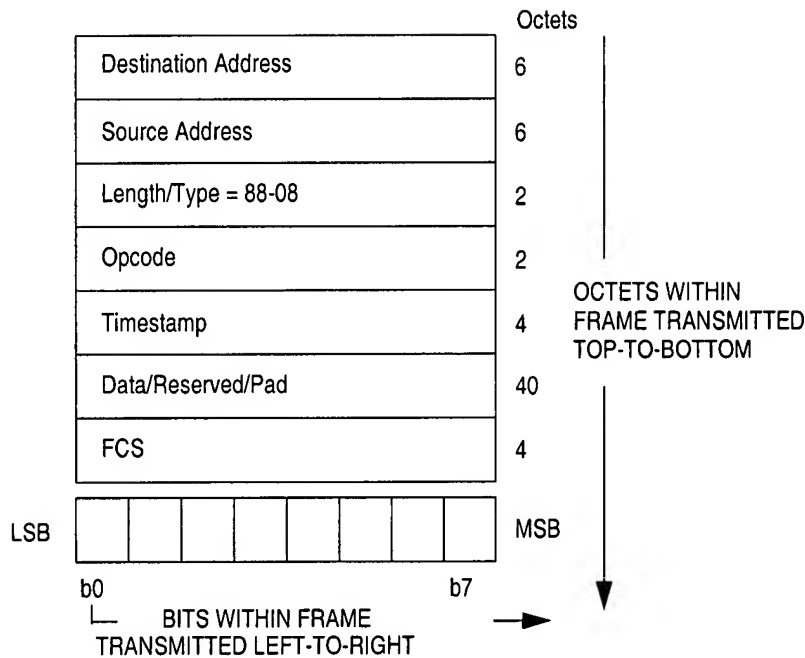 Octets
Destination Address 6
Source Address 6
Length/Type = 88-08 2
Opcode 2
Timestamp 4
Data/Reserved/Pad 40
FCS 4
OCTETS WITHIN
FRAME TRANSMITTED
TOP-TO-BOTTOM
LSB MSB
b0 b7
BITS WITHIN FRAME
TRANSMITTED LEFT-TO-RIGHT